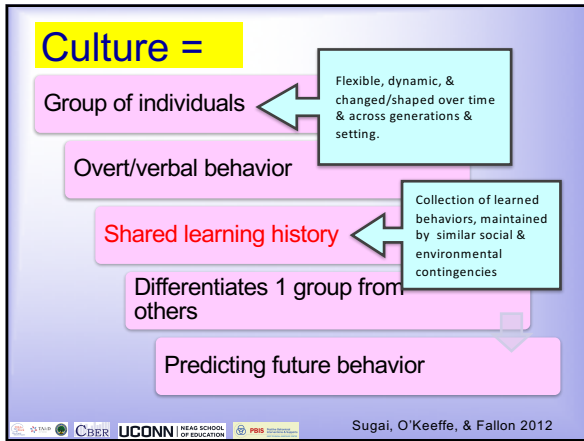 Culture =
Group of individuals
Flexible, dynamic, &
changed/shaped over time
& across generations &
setting.
Overt/verbal behavior
Shared learning history
Collection of learned
behaviors, maintained
by similar social &
environmental
contingencies
Differentiates 1 group from
others
Predicting future behavior
CBER
UCONN
NEAG SCHOOL
OF EDUCATION
PBIS
Sugai, O'Keeffe, & Fallon 2012